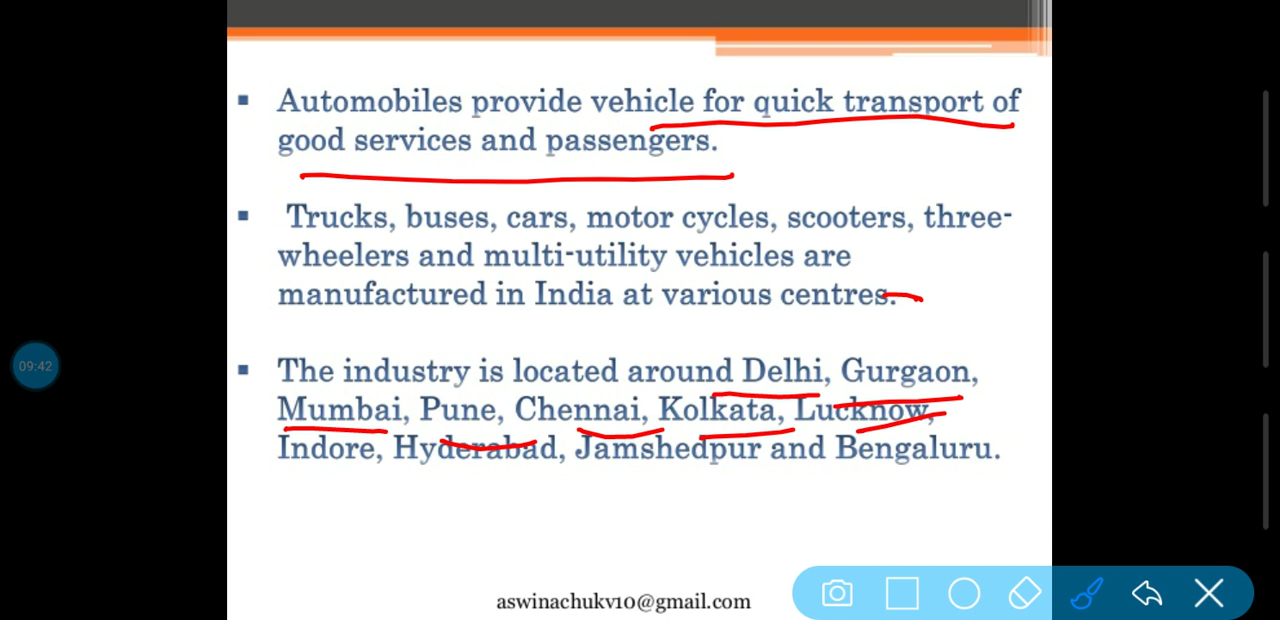 Automobiles provide vehicle for quick transport of
good services and passengers.
Trucks, buses, cars, motor cycles, scooters, three-
wheelers and multi-utility vehicles are
manufactured in India at various centres.
09:42
The industry is located around Delhi, Gurgaon,
Mumbai, Pune, Chennai, Kolkata, Lucknow,
Indore, Hyderabad, Jamshedpur and Bengaluru.
aswinachukv10@gmail.com